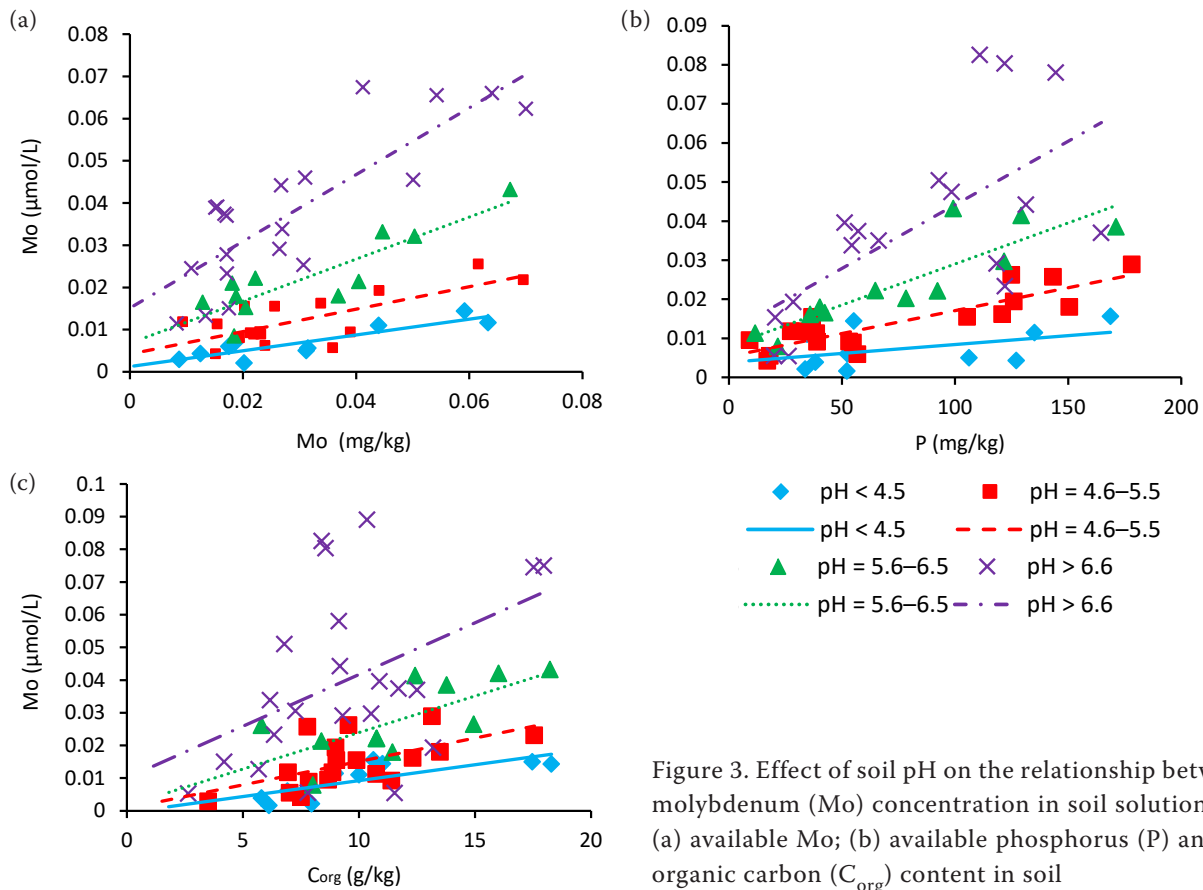 (a)
0.08
0.07
0.06
0.05
0.04
0.03
0.02
0.01
0
Mo (µmol/L)
0
0.02
0.04
0.06
0.08
Mo (mg/kg)
(b)
0.09
0.08
0.07
0.06
0.05
0.04
0.03
0.02
0.01
0
Mo (µmol/L)
0
50
100
150
200
P (mg/kg)
(c)
0.1
0.09
0.08
0.07
0.06
0.05
0.04
0.03
0.02
0.01
0
Mo (µmol/L)
0
5
10
15
20
Corg (g/kg)
pH < 4.5
pH = 4.6–5.5
pH < 4.5
pH = 4.6–5.5
pH = 5.6–6.5
pH > 6.6
pH = 5.6–6.5
pH > 6.6
Figure 3. Effect of soil pH on the relationship
molybdenum (Mo) concentration in soil solution
(a) available Mo; (b) available phosphorus (P)
organic carbon (Corg) content in soil